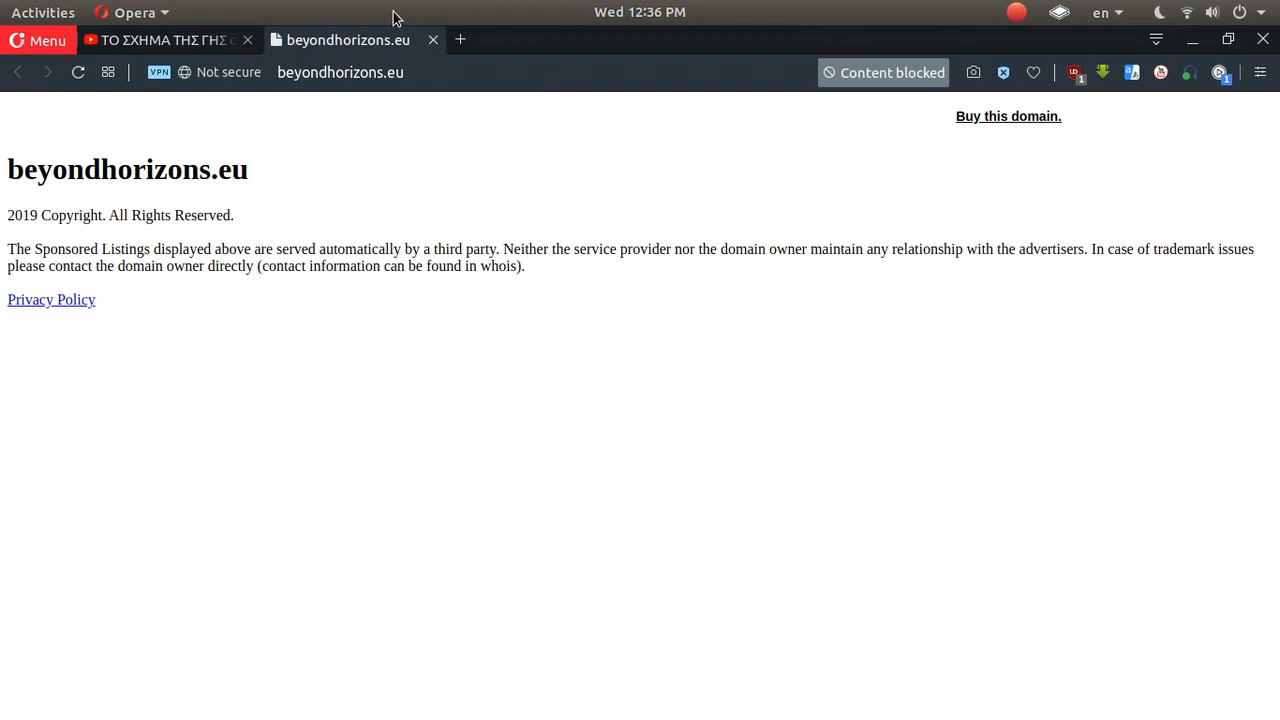 Activities Opera Wed 12:36 PM en
Menu ΤΟ ΣΧΗΜΑ ΤΗΣ ΓΗΣ beyondhorizons.eu
VPN Not secure beyondhorizons.eu Content blocked 1 1
Buy this domain.
beyondhorizons.eu
2019 Copyright. All Rights Reserved.
The Sponsored Listings displayed above are served automatically by a third party. Neither the service provider nor the domain owner maintain any relationship with the advertisers. In case of trademark issues
please contact the domain owner directly (contact information can be found in whois).
Privacy Policy